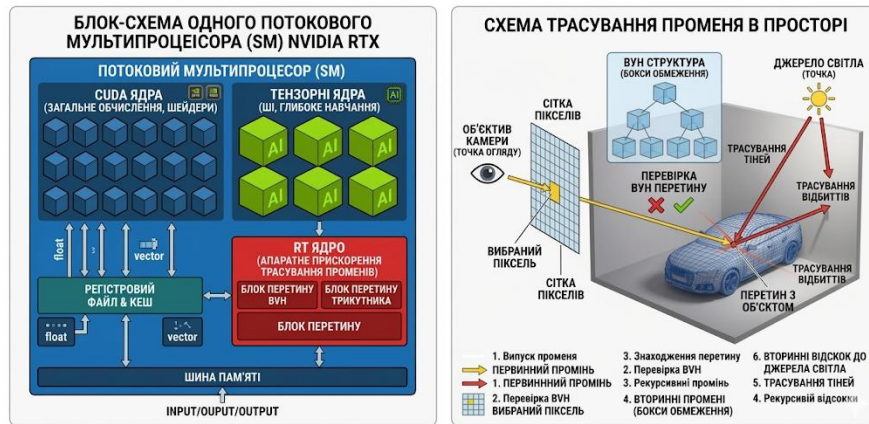 БЛОК-СХЕМА ОДНОГО ПОТОКОВОГО
МУЛЬТИПРОЦЕІСОРА (SM) NVIDIA RTX
ПОТОКОВИЙ МУЛЬТИПРОЦЕСОР (SM)
CUDA ЯДРА
(ЗАГАЛЬНЕ ОБЧИСЛЕННЯ, ШЕЙДЕРИ)
ТЕНЗОРНІ ЯДРА
(ШІ, ГЛИБОКЕ НАВЧАННЯ)
AI
AI
AI
AI
AI
AI
AI
float
3
vector
RT ЯДРО
(АПАРАТНЕ ПРИСКОРЕННЯ
ТРАСУВАННЯ ПРОМЕНІВ)
БЛОК ПЕРЕТИНУ
BVH
БЛОК ПЕРЕТИНУ
ТРИКУТНИКА
БЛОК ПЕРЕТИНУ
РЕГІСТРОВИЙ
ФАЙЛ & КЕШ
float
vector
ШИНА ПАМ'ЯТІ
INPUT/OUPUT/OUTPUT
СХЕМА ТРАСУВАННЯ ПРОМЕНЯ В ПРОСТОРІ
ВУН СТРУКТУРА
(БОКСИ ОБМЕЖЕННЯ)
ДЖЕРЕЛО СВІТЛА
(ТОЧКА)
СІТКА
ПІКСЕЛІВ
ОБ'ЄКТИВ
КАМЕРИ
(ТОЧКА ОГЛЯДУ)
ТРАСУВАННЯ
ТІНЕЙ
ПЕРЕВІРКА
ВУН ПЕРЕТИНУ
ТРАСУВАННЯ
ВІДБИТТІВ
ВИБРАНИЙ
ПІКСЕЛЬ
СІТКА
ПІКСЕЛІВ
ТРАСУВАННЯ
ВІДБИТТІВ
ПЕРЕТИН З
ОБ'ЄКТОМ
1. Випуск променя
ПЕРВИННИЙ ПРОМІНЬ
1. ПЕРВИНННИЙ ПРОМІНЬ
2. Перевірка BVH
ВИБРАНИЙ ПІКСЕЛЬ
3. Знаходження перетину
2. Перевірка BVH
3. Рекурсивнні промінь
4. ВТОРИННІ ПРОМЕНІ
(БОКСИ ОБМЕЖЕННЯ)
6. ВТОРИННІ ВІДСКОК ДО
ДЖЕРЕЛА СВІТЛА
5. ТРАСУВАННЯ ТІНЕЙ
4. Рекурсивій відсокки